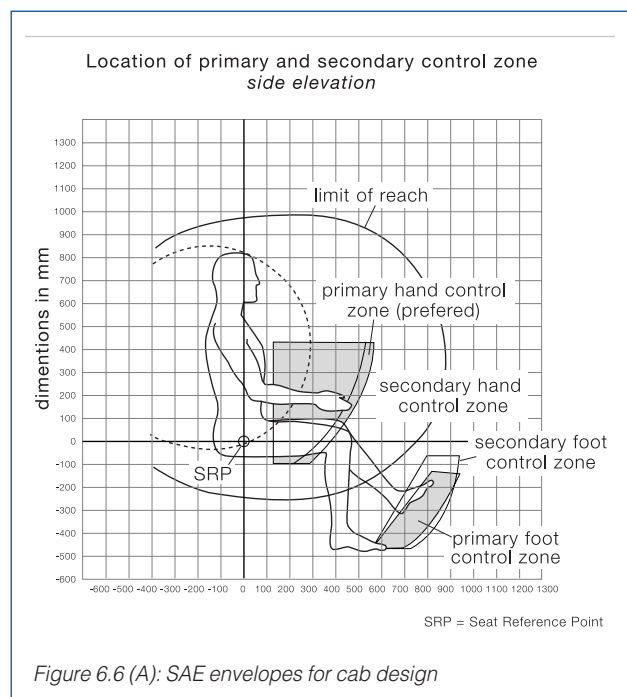 Location of primary and secondary control zone
side elevation
1300
1200
1100
1000
900
800
700
600
500
400
300
200
100
0
-100
-200
-300
-400
-500
-600
dimentions in mm
limit of reach
primary hand control
zone (prefered)
secondary hand
control zone
secondary foot
control zone
SRP
primary foot
control zone
-600 -500 -400 -300 -200 -100 0 100 200 300 400 500 600 700 800 900 1000 1100 1200 1300
SRP = Seat Reference Point
Figure 6.6 (A): SAE envelopes for cab design